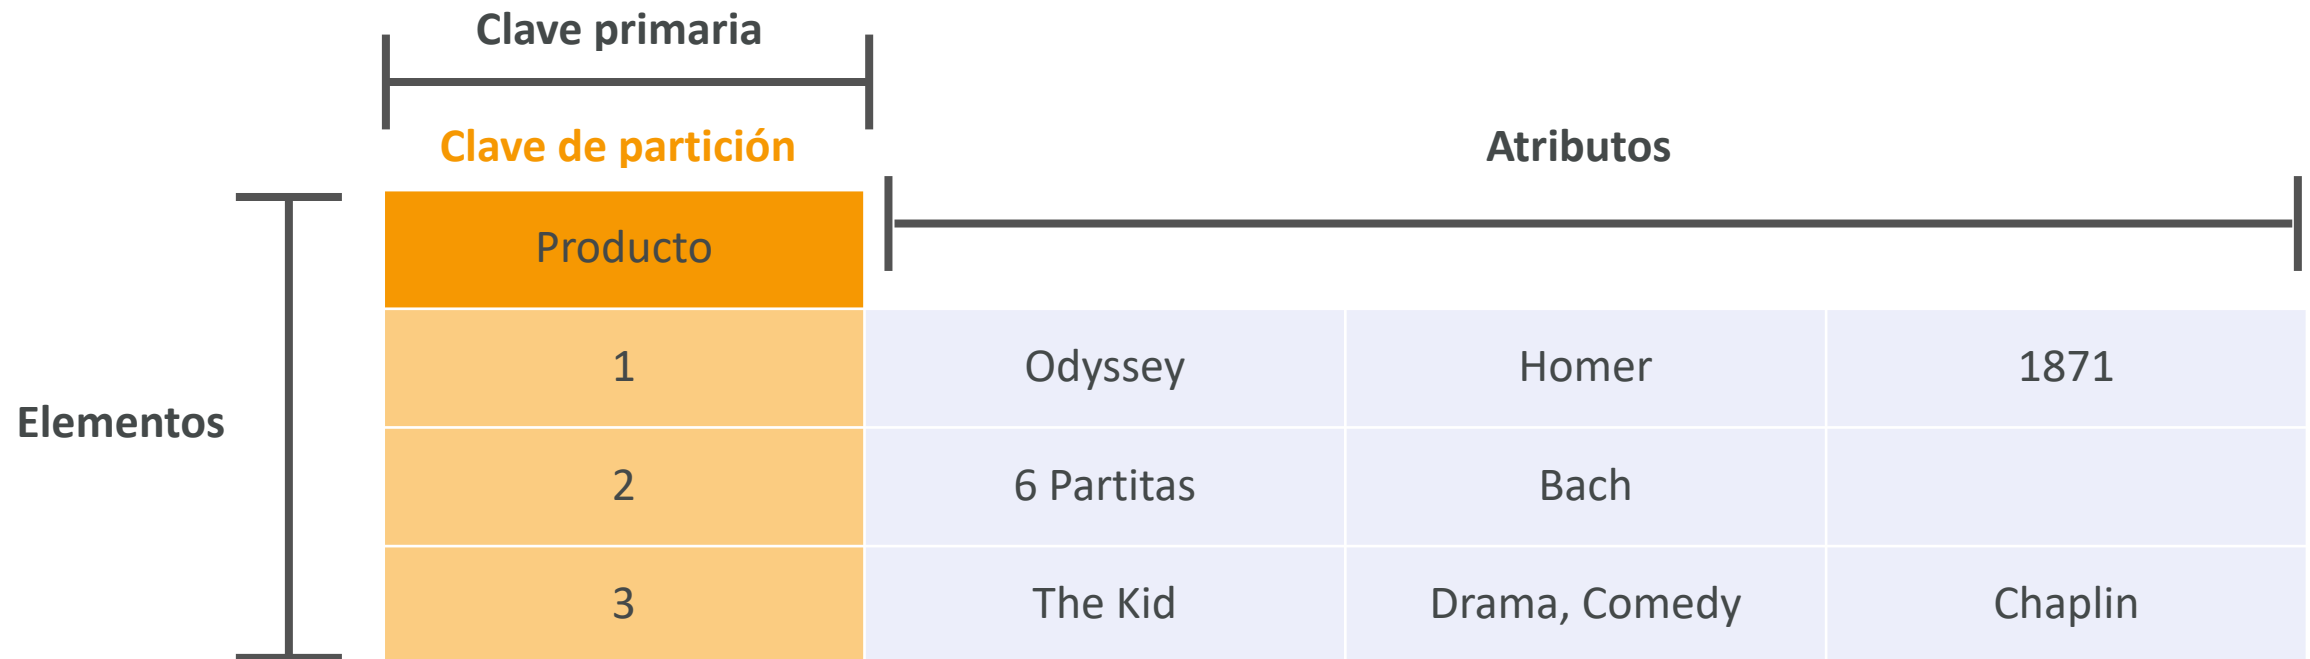 Clave primaria
Clave de partición
Atributos
Producto
Elementos
1 Odyssey Homer 1871
2 6 Partitas Bach
3 The Kid Drama, Comedy Chaplin